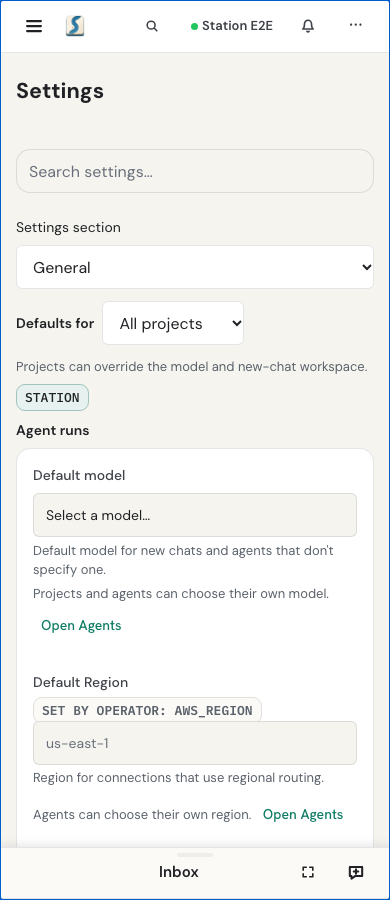 Station E2E
Settings
Search settings...
Settings section
General
Defaults for All projects
Projects can override the model and new-chat workspace.
STATION
Agent runs
Default model
Select a model...
Default model for new chats and agents that don't
specify one.
Projects and agents can choose their own model.
Open Agents
Default Region
SET BY OPERATOR: AWS_REGION
us-east-1
Region for connections that use regional routing.
Agents can choose their own region. Open Agents
Inbox